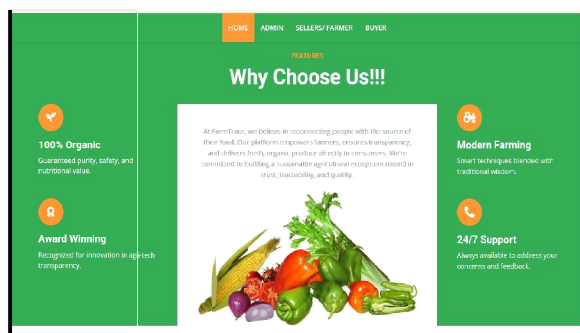 HOME ADMIN SELLERS/ FARMER BUYER
FEATURES
Why Choose Us!!!
100% Organic
Guaranteed purity, safety, and
nutritional value.
Award Winning
Recognized for innovation in agri-tech
transparency.
At FarmTrace, we believe in reconnecting people with the source of
their food. Our platform empowers farmers, ensures transparency,
and delivers fresh, organic produce directly to consumers. We're
committed to building a sustainable agricultural ecosystem rooted in
trust, traceability, and quality.
Modern Farming
Smart techniques blended with
traditional wisdom.
24/7 Support
Always available to address your
concerns and feedback.